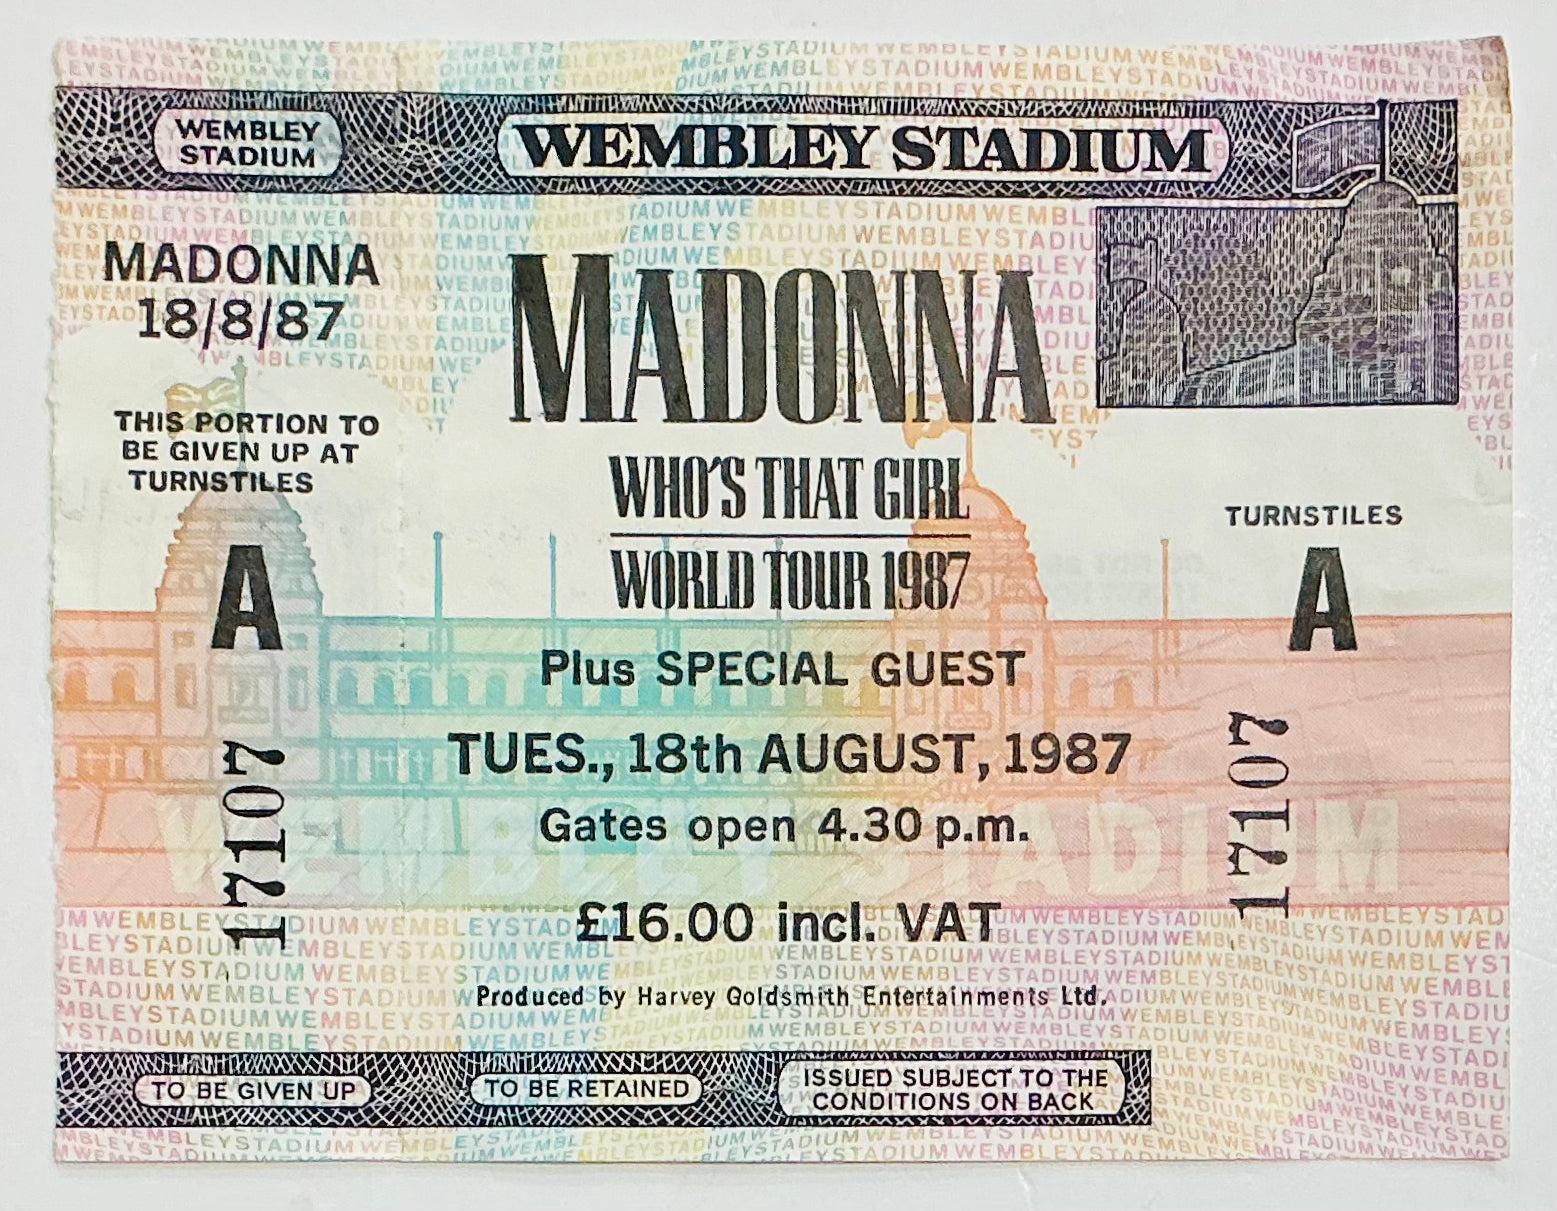 WEMBLEY
STADIUM
WEMBLEY STADIUM
MADONNA
18/8/87
THIS PORTION TO
BE GIVEN UP AT
TURNSTILES
A
17107
MADONNA
WHO'S THAT GIRL
WORLD TOUR 1987
Plus SPECIAL GUEST
TUES., 18th AUGUST, 1987
Gates open 4.30 p.m.
£16.00 incl. VAT
Produced by Harvey Goldsmith Entertainments Ltd.
TURNSTILES
A
17107
WEMBLEY STADIUM
TO BE GIVEN UP
TO BE RETAINED
ISSUED SUBJECT TO THE
CONDITIONS ON BACK